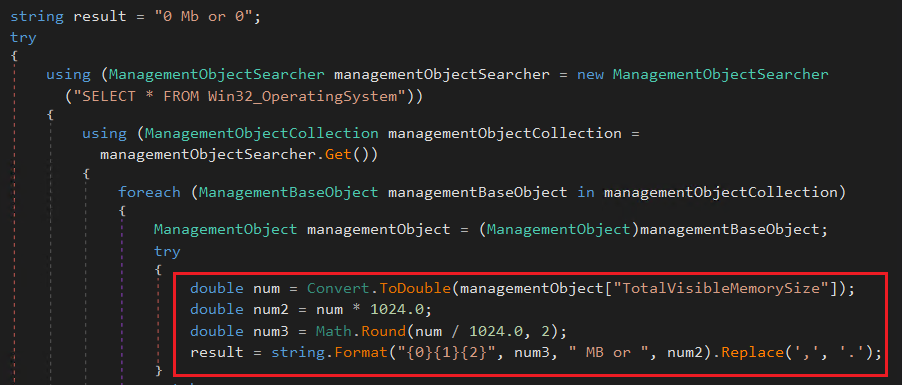 string result = "0 Mb or 0";
try
{
using (ManagementObjectSearcher managementObjectSearcher = new ManagementObjectSearcher
("SELECT * FROM Win32_OperatingSystem"))
{
using (ManagementObjectCollection managementObjectCollection =
managementObjectSearcher.Get())
{
foreach (ManagementBaseObject managementBaseObject in managementObjectCollection)
{
ManagementObject managementObject = (ManagementObject)managementBaseObject;
try
{
double num = Convert.ToDouble(managementObject["TotalVisibleMemorySize"]);
double num2 = num * 1024.0;
double num3 = Math.Round(num / 1024.0, 2);
result = string.Format("{0}{1}{2}", num3, " MB or ", num2).Replace(',', '.');
}